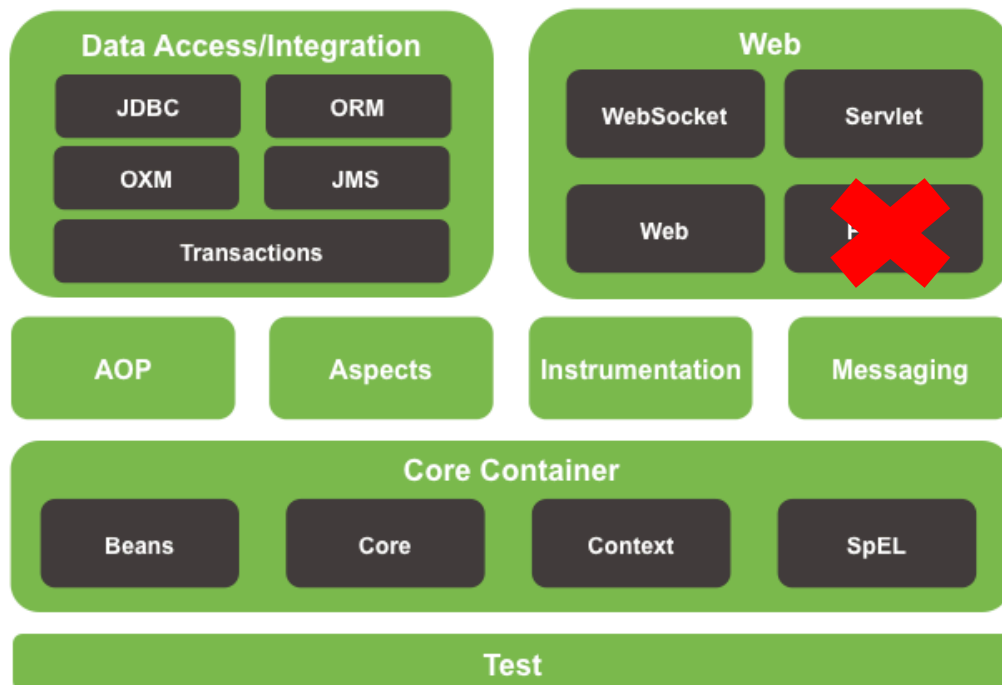 Data Access/Integration
JDBC
ORM
OXM
JMS
Transactions
Web
WebSocket
Servlet
Web
AOP
Aspects
Instrumentation
Messaging
Core Container
Beans
Core
Context
SpEL
Test